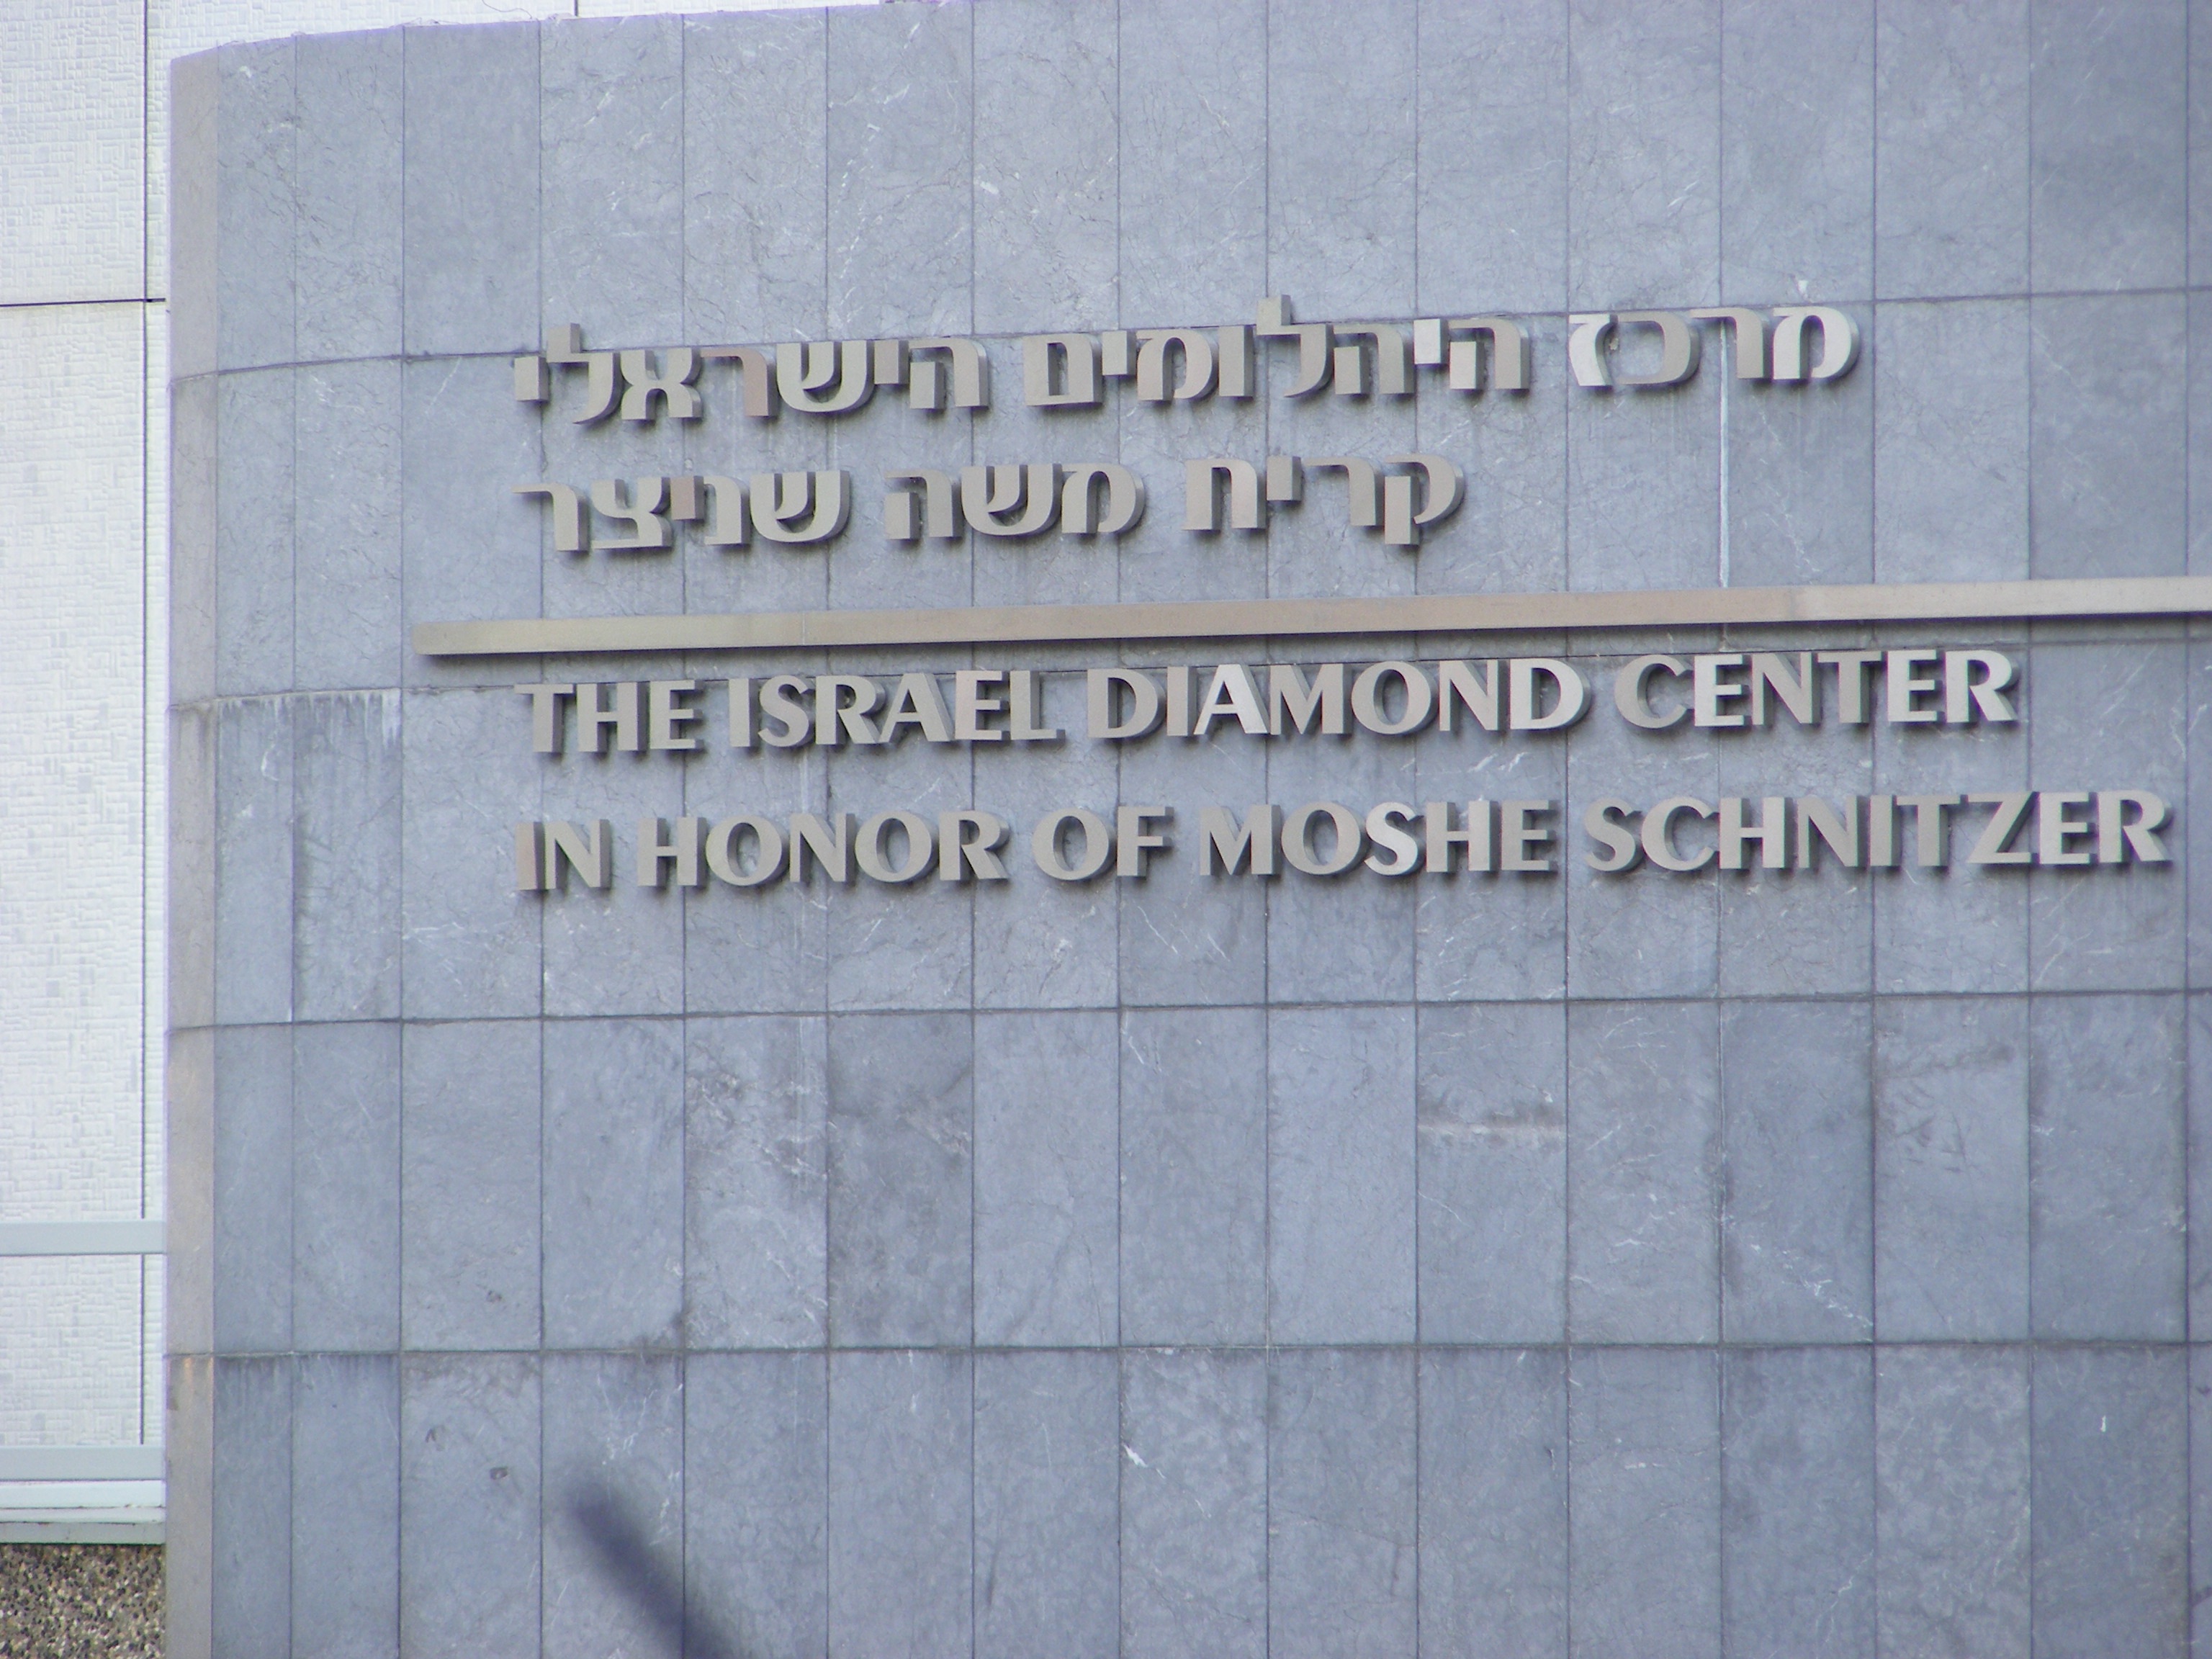 מרכז היהלומים הישראלי
קרית משה שניצר
THE ISRAEL DIAMOND CENTER
IN HONOR OF MOSHE SCHNITZER